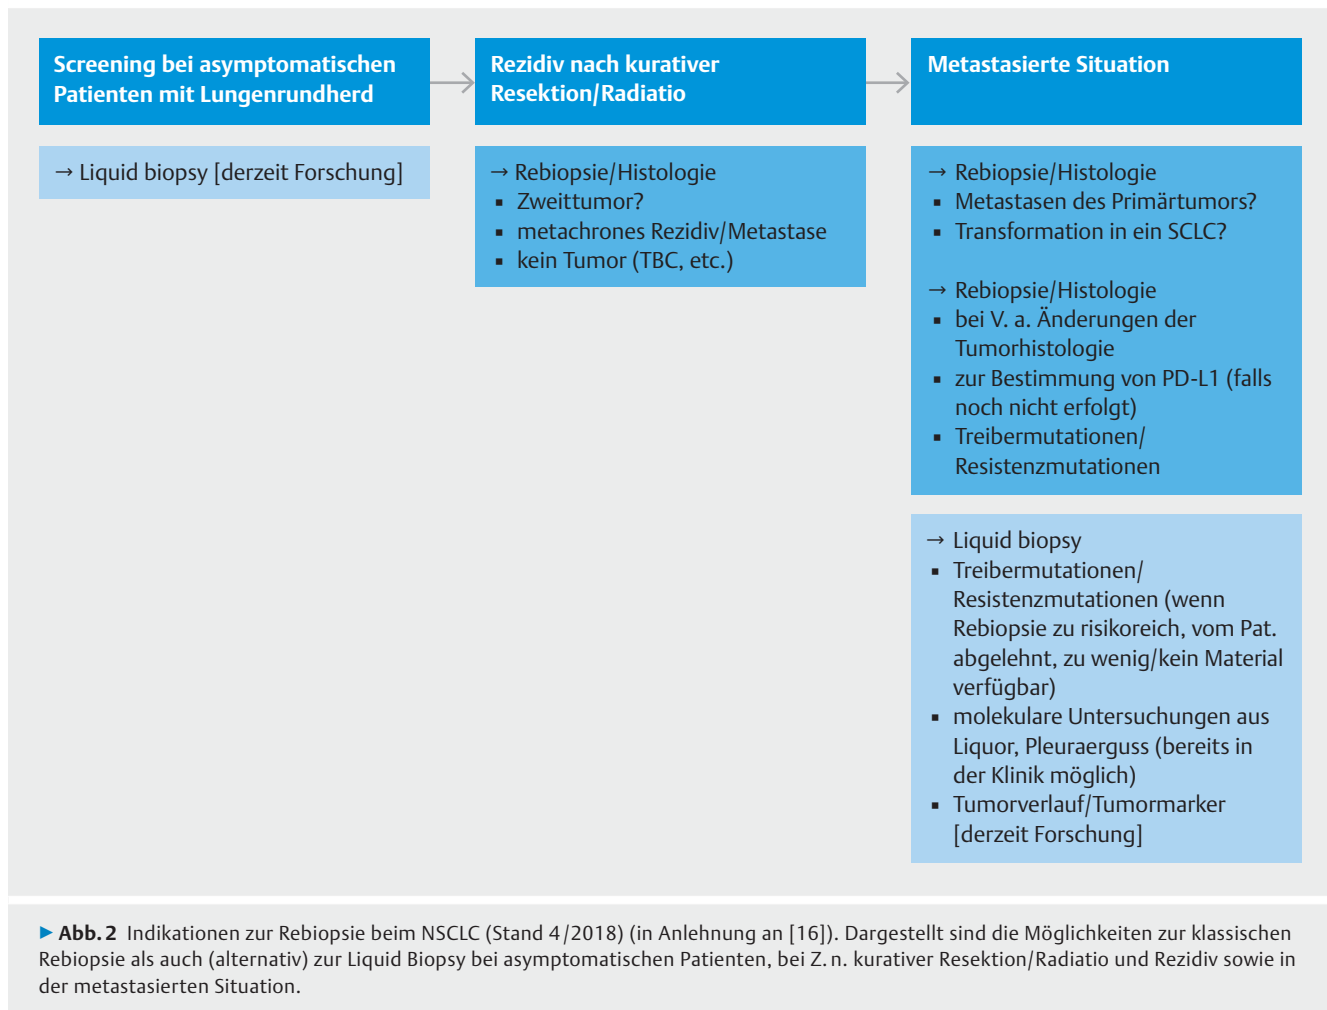 Screening bei asymptomatischen
Patienten mit Lungenrundherd
→ Liquid biopsy [derzeit Forschung]
Rezidiv nach kurativer
Resektion/Radiatio
→ Rebiopsie/Histologie
▪ Zweittumor?
▪ metachrones Rezidiv/Metastase
▪ kein Tumor (TBC, etc.)
Metastasierte Situation
→ Rebiopsie/Histologie
▪ Metastasen des Primärtumors?
▪ Transformation in ein SCLC?
→ Rebiopsie/Histologie
▪ bei V. a. Änderungen der
Tumorhistologie
▪ zur Bestimmung von PD-L1 (falls
noch nicht erfolgt)
▪ Treibermutationen/
Resistenzmutationen
→ Liquid biopsy
▪ Treibermutationen/
Resistenzmutationen (wenn
Rebiopsie zu risikoreich, vom Pat.
abgelehnt, zu wenig/kein Material
verfügbar)
▪ molekulare Untersuchungen aus
Liquor, Pleuraerguss (bereits in
der Klinik möglich)
▪ Tumorverlauf/Tumormarker
[derzeit Forschung]
▶ Abb. 2 Indikationen zur Rebiopsie beim NSCLC (Stand 4/2018) (in Anlehnung an [16]). Dargestellt sind die Möglichkeiten zur klassischen
Rebiopsie als auch (alternativ) zur Liquid Biopsy bei asymptomatischen Patienten, bei Z. n. kurativer Resektion/Radiatio und Rezidiv sowie in
der metastasierten Situation.